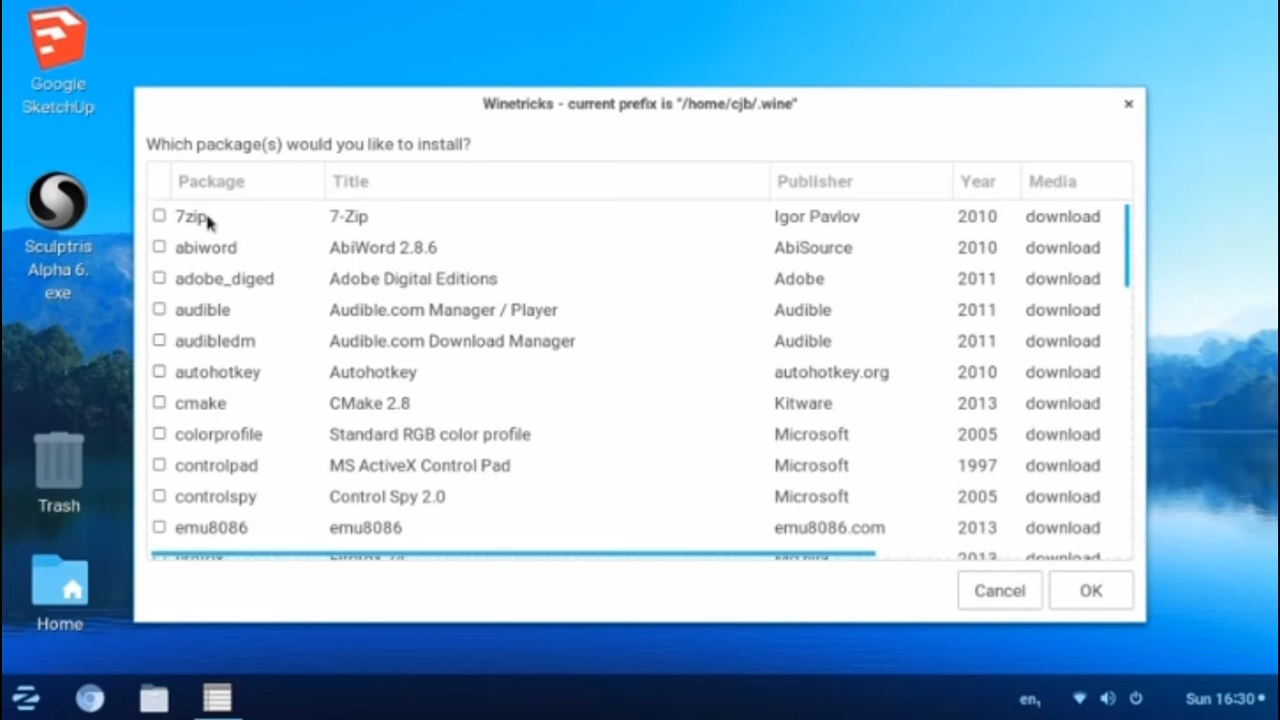 Google
SketchUp
Sculptris
Alpha 6.
exe
Trash
Home
Winetricks - current prefix is "/home/cjb/.wine"
Which package(s) would you like to install?
Package Title Publisher Year Media
7zip 7-Zip Igor Pavlov 2010 download
abiword AbiWord 2.8.6 AbiSource 2010 download
adobe_diged Adobe Digital Editions Adobe 2011 download
audible Audible.com Manager / Player Audible 2011 download
audibledm Audible.com Download Manager Audible 2011 download
autohotkey Autohotkey autohotkey.org 2010 download
cmake CMake 2.8 Kitware 2013 download
colorprofile Standard RGB color profile Microsoft 2005 download
controlpad MS ActiveX Control Pad Microsoft 1997 download
controlspy Control Spy 2.0 Microsoft 2005 download
emu8086 emu8086 emu8086.com 2013 download
2013 download
Cancel OK
en₁ Sun 16:30